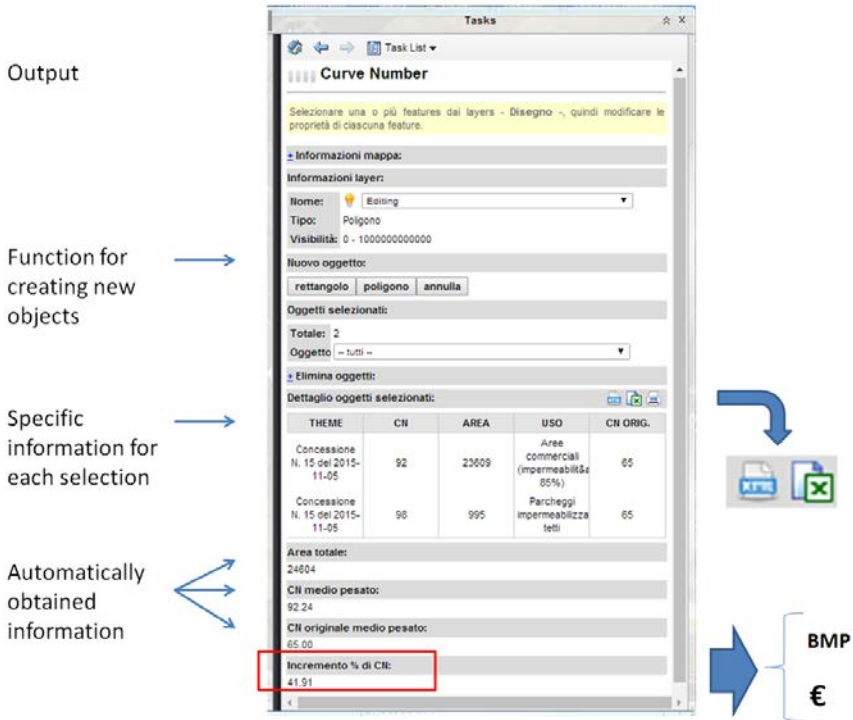 Tasks
Task List
Curve Number
Selezionare una o più features dai layers - Disegno -, quindi modificare le
proprietà di ciascuna feature.
± Informazioni mappa:
Informazioni layer:
Nome: Editing
Tipo: Poligono
Visibilità: 0 - 1000000000000
Nuovo oggetto:
rettangolo poligono annulla
Oggetti selezionati:
Totale: 2
Oggetto -- tutti --
± Elimina oggetti:
Dettaglio oggetti selezionati:
THEME CN AREA USO CN ORIG.
Concessione
N. 15 del 2015-
11-05
92 23609
Aree
commerciali
(impermeabilit&a
85%)
65
Concessione
N. 15 del 2015-
11-05
98 995
Parcheggi
impermeabilizza
tetti
65
Area totale:
24604
CN medio pesato:
92.24
CN originale medio pesato:
65.00
Incremento % di CN:
41.91
Output
Function for
creating new
objects
Specific
information for
each selection
Automatically
obtained
information
XML
BMP
€